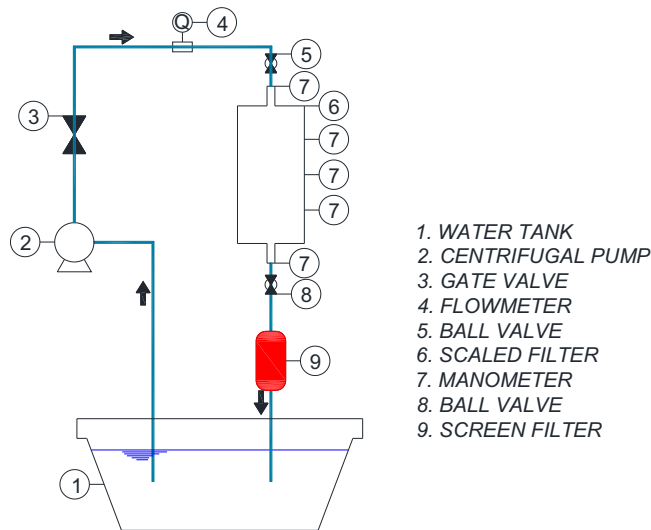 Q 4
5
7
3 6
7
7
7
2
7
8
9
1
1. WATER TANK
2. CENTRIFUGAL PUMP
3. GATE VALVE
4. FLOWMETER
5. BALL VALVE
6. SCALED FILTER
7. MANOMETER
8. BALL VALVE
9. SCREEN FILTER